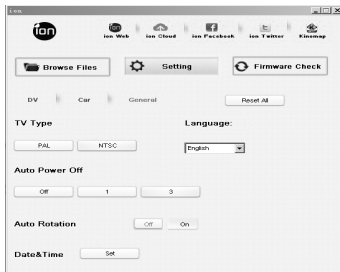 ion
ion
ion Web
ion Cloud
ion Facebook
ion Twitter
Kinomap
Browse Files
Setting
Firmware Check
DV
Car
General
Reset All
TV Type
Language:
PAL
NTSC
English
Auto Power Off
Off
1
3
Auto Rotation
Off
On
Date&Time
Set